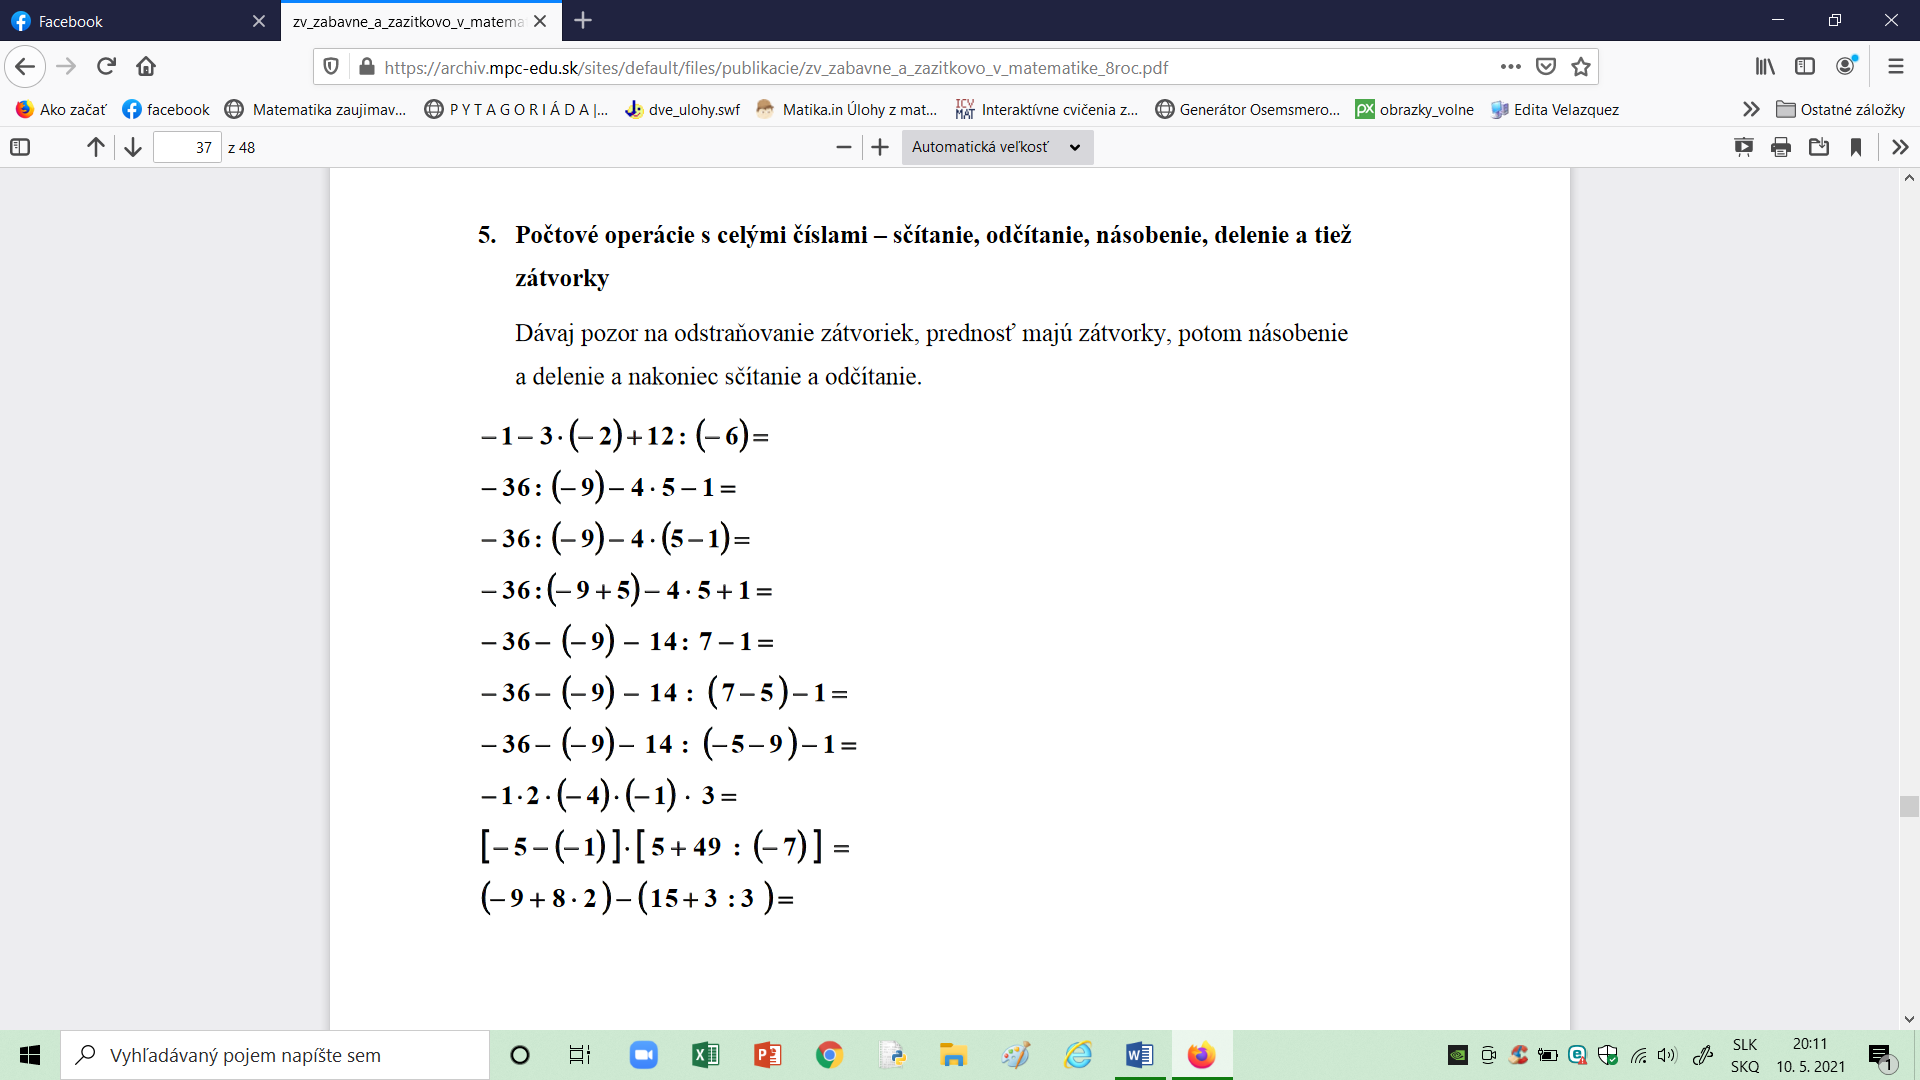 Facebook
zv_zabavne_a_zazitkovo_v_matema
https://archiv.mpc-edu.sk/sites/default/files/publikacie/zv_zabavne_a_zazitkovo_v_matematike_8roc.pdf
Ako začať facebook Matematika zaujimav... P Y T A G O R I Á D A |... dve_ulohy.swf Matika.in Úlohy z mat... ICV MAT Interaktívne cvičenia z... Generátor Osemsmero... px obrazky_volne Edita Velazquez Ostatné záložky
37 z 48 Automatická veľkosť
5. Počtové operácie s celými číslami – sčítanie, odčítanie, násobenie, delenie a tiež
zátvorky
Dávaj pozor na odstraňovanie zátvoriek, prednosť majú zátvorky, potom násobenie
a delenie a nakoniec sčítanie a odčítanie.
−1−3·(−2)+12:(−6)=
−36:(−9)−4·5−1=
−36:(−9)−4·(5−1)=
−36:(−9+5)−4·5+1=
−36−(−9)−14:7−1=
−36−(−9)−14:(7−5)−1=
−36−(−9)−14:(−5−9)−1=
−1·2·(−4)·(−1)·3=
[−5−(−1)]·[5+49:(−7)]=
(−9+8·2)−(15+3:3)=
Vyhľadávaný pojem napíšte sem
SLK
SKQ
20:11
10. 5. 2021
1